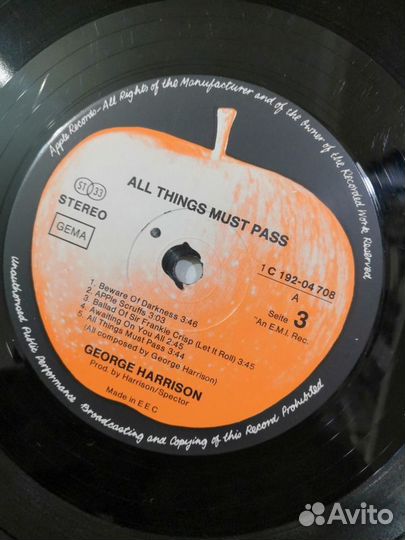 Apple Records-All Rights of the Manufacturer and of the Owner of the Recorded Work Reserved
ALL THINGS MUST PASS
ST 33
STEREO
GEMA
1 C 192-04 708
A
Seite 3
"An E.M.I. Rec.
1. Beware of Darkness 3:46
2. APPle Scruffs 3:03
3. Ballad of Sir Frankie Crisp (Let It Roll) 3:45
4. Awaiting On You All 2:45
5. All Things Must Pass 3:44
(All composed by George Harrison)
GEORGE HARRISON
Prod. by Harrison/Spector
Made in EEC
Unauthorised Public Performance Broadcasting and Copying of this Record Prohibited
Avito